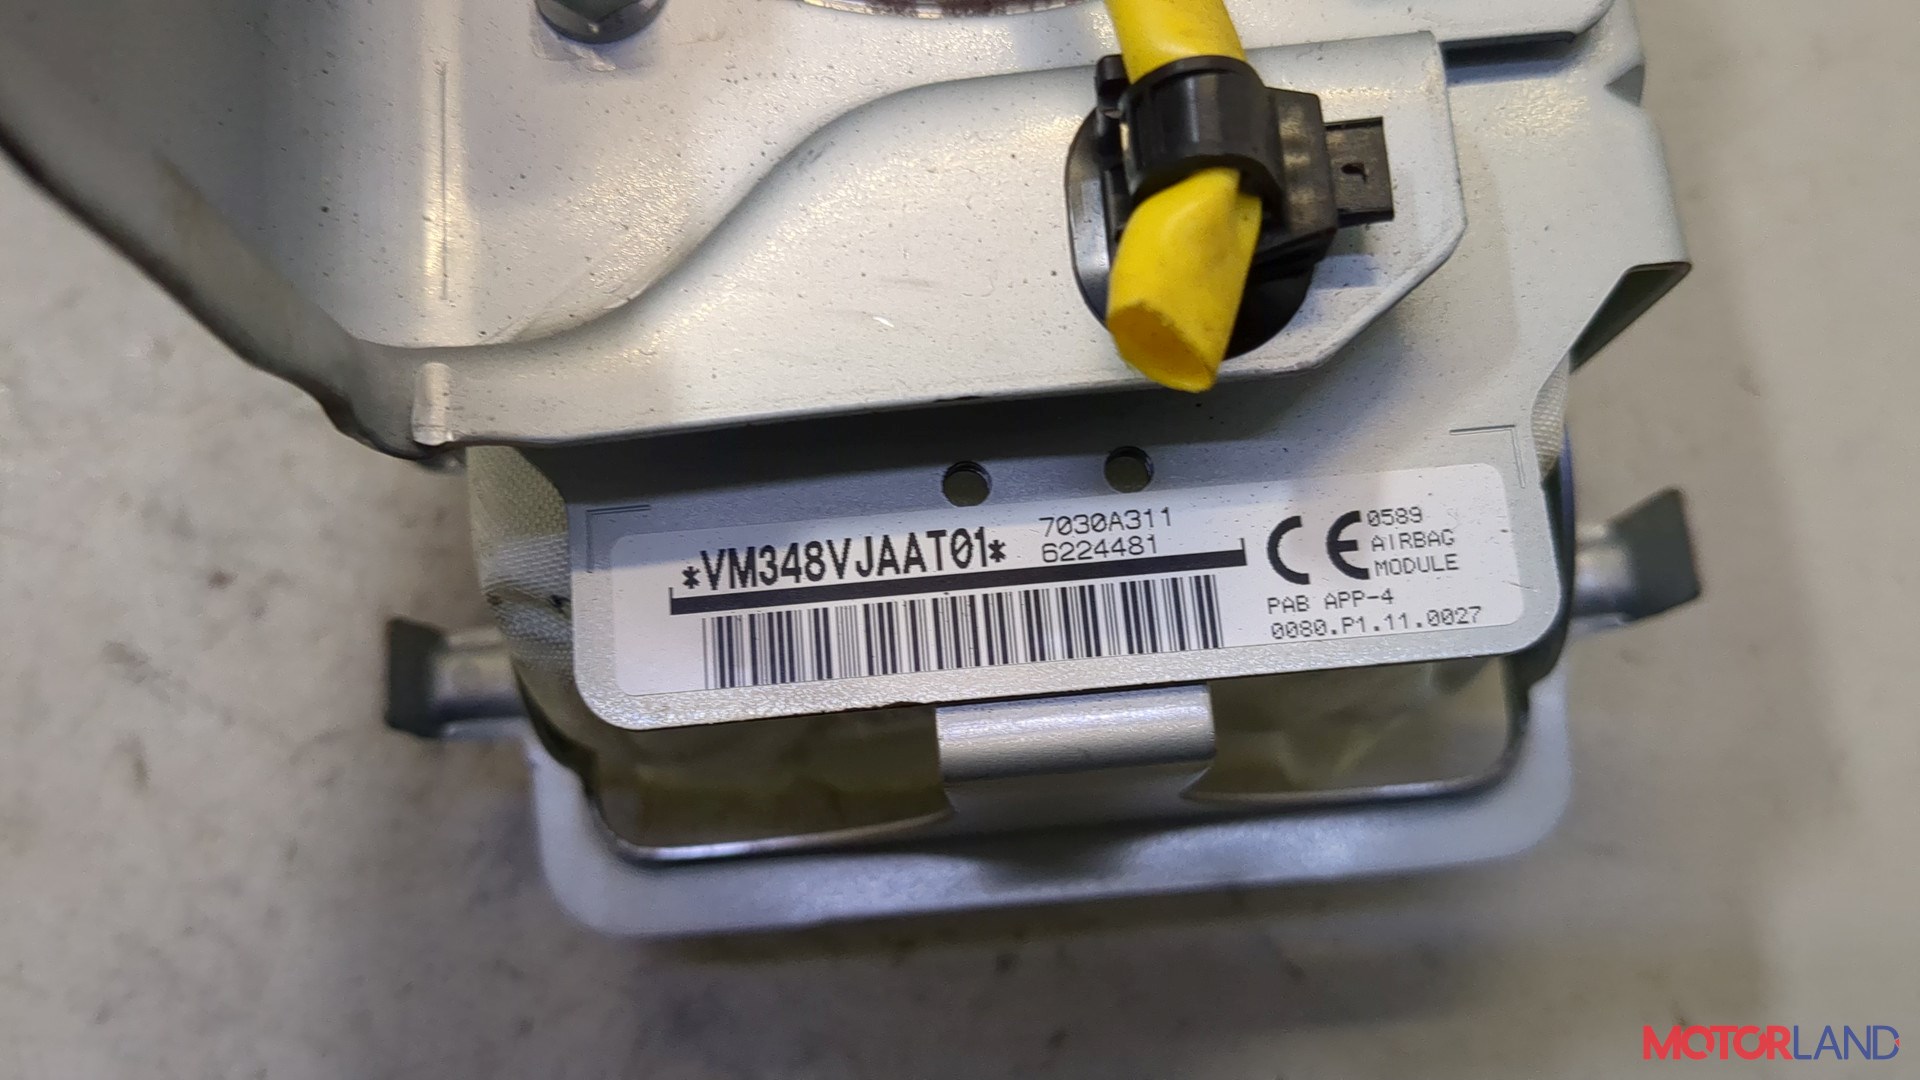 *VM348VJAAT01*
7030A311
6224481
CE
0589
AIRBAG
MODULE
PAB APP-4
0080.P1.11.0027
MOTORLAND